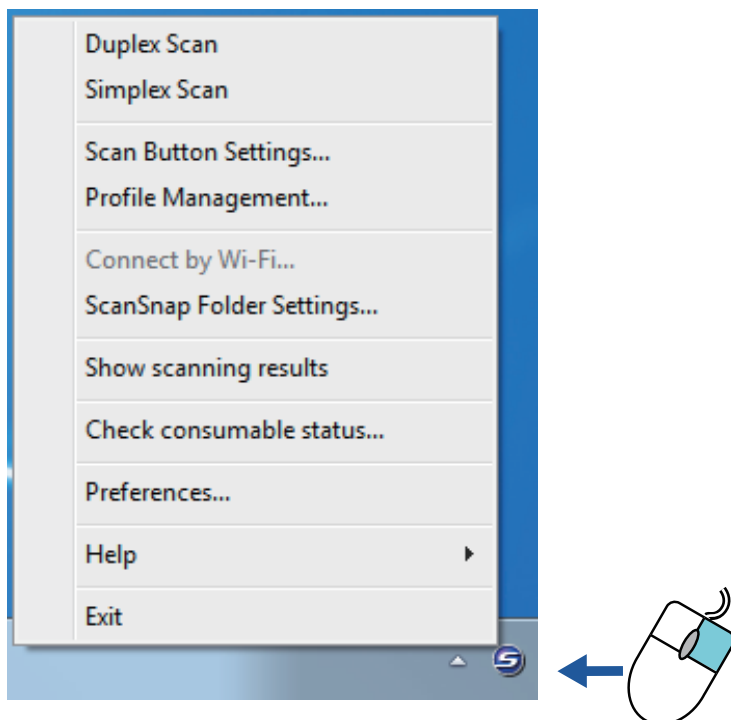 Duplex Scan
Simplex Scan
Scan Button Settings...
Profile Management...
Connect by Wi-Fi...
ScanSnap Folder Settings...
Show scanning results
Check consumable status...
Preferences...
Help
Exit
S